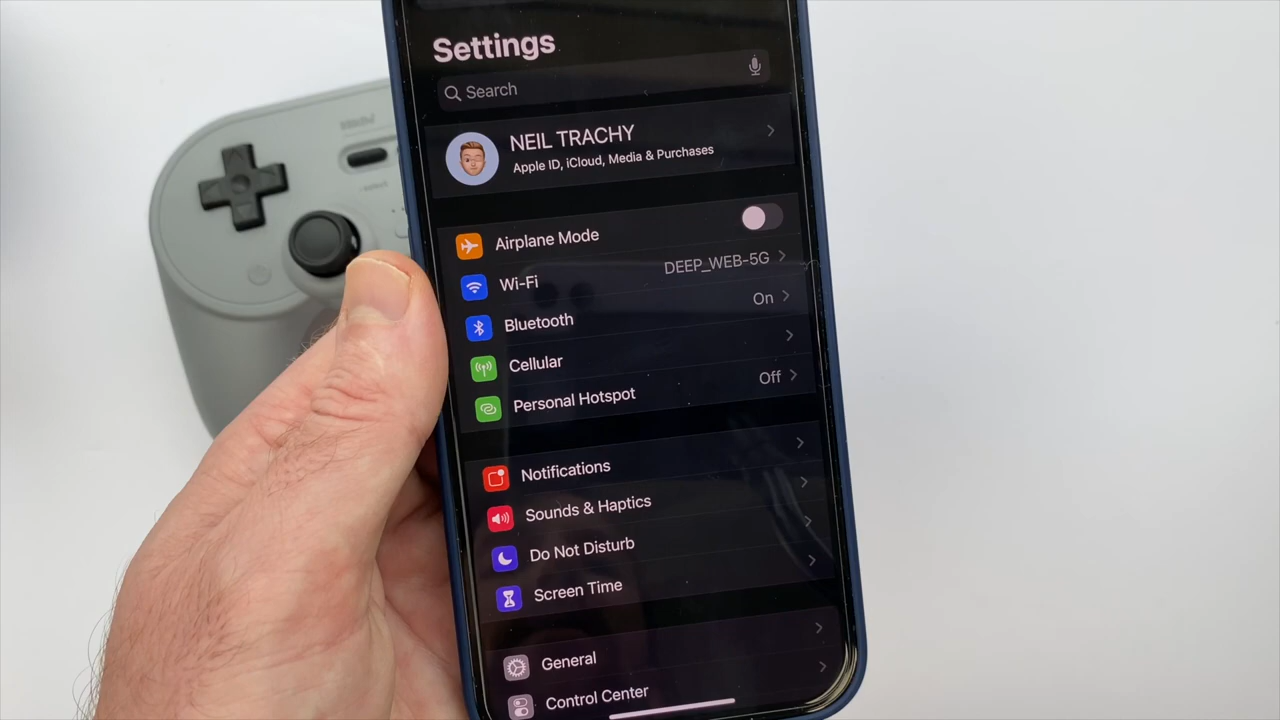 Settings
Search
NEIL TRACHY
Apple ID, iCloud, Media & Purchases
Airplane Mode
Wi-Fi DEEP_WEB-5G
Bluetooth On
Cellular
Personal Hotspot Off
Notifications
Sounds & Haptics
Do Not Disturb
Screen Time
General
Control Center